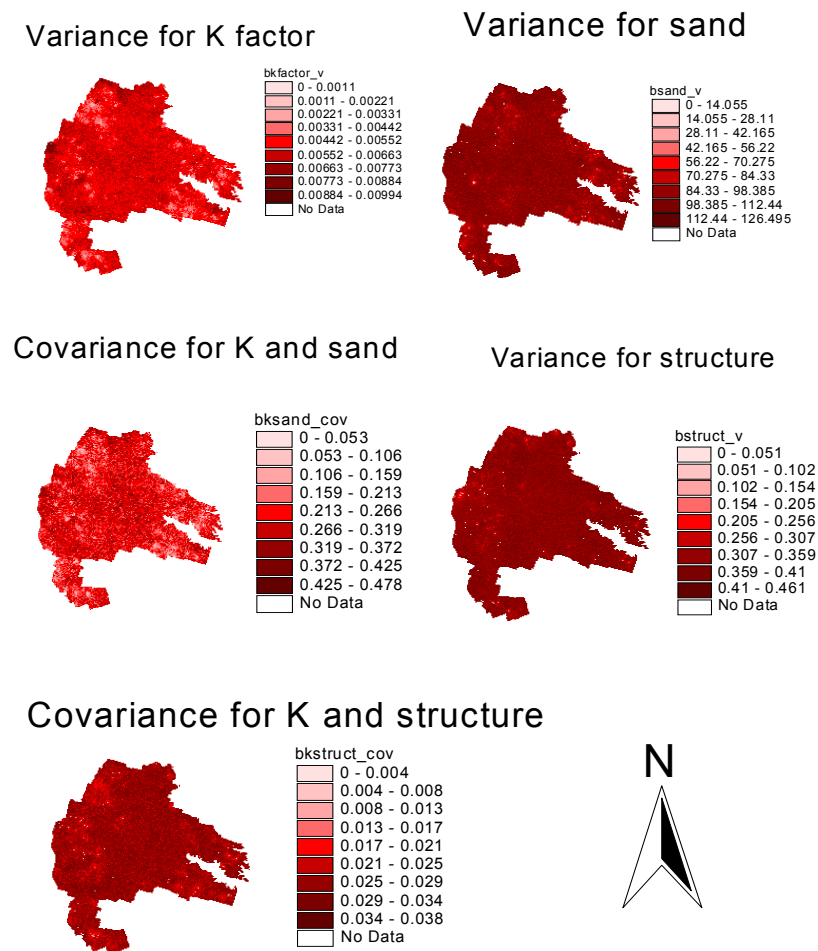 Variance for K factor
bkfactor_v
0 - 0.0011
0.0011 - 0.00221
0.00221 - 0.00331
0.00331 - 0.00442
0.00442 - 0.00552
0.00552 - 0.00663
0.00663 - 0.00773
0.00773 - 0.00884
0.00884 - 0.00994
No Data
Variance for sand
bsand_v
0 - 14.055
14.055 - 28.11
28.11 - 42.165
42.165 - 56.22
56.22 - 70.275
70.275 - 84.33
84.33 - 98.385
98.385 - 112.44
112.44 - 126.495
No Data
Covariance for K and sand
bksand_cov
0 - 0.053
0.053 - 0.106
0.106 - 0.159
0.159 - 0.213
0.213 - 0.266
0.266 - 0.319
0.319 - 0.372
0.372 - 0.425
0.425 - 0.478
No Data
Variance for structure
bstruct_v
0 - 0.051
0.051 - 0.102
0.102 - 0.154
0.154 - 0.205
0.205 - 0.256
0.256 - 0.307
0.307 - 0.359
0.359 - 0.41
0.41 - 0.461
No Data
Covariance for K and structure
bkstruct_cov
0 - 0.004
0.004 - 0.008
0.008 - 0.013
0.013 - 0.017
0.017 - 0.021
0.021 - 0.025
0.025 - 0.029
0.029 - 0.034
0.034 - 0.038
No Data
N